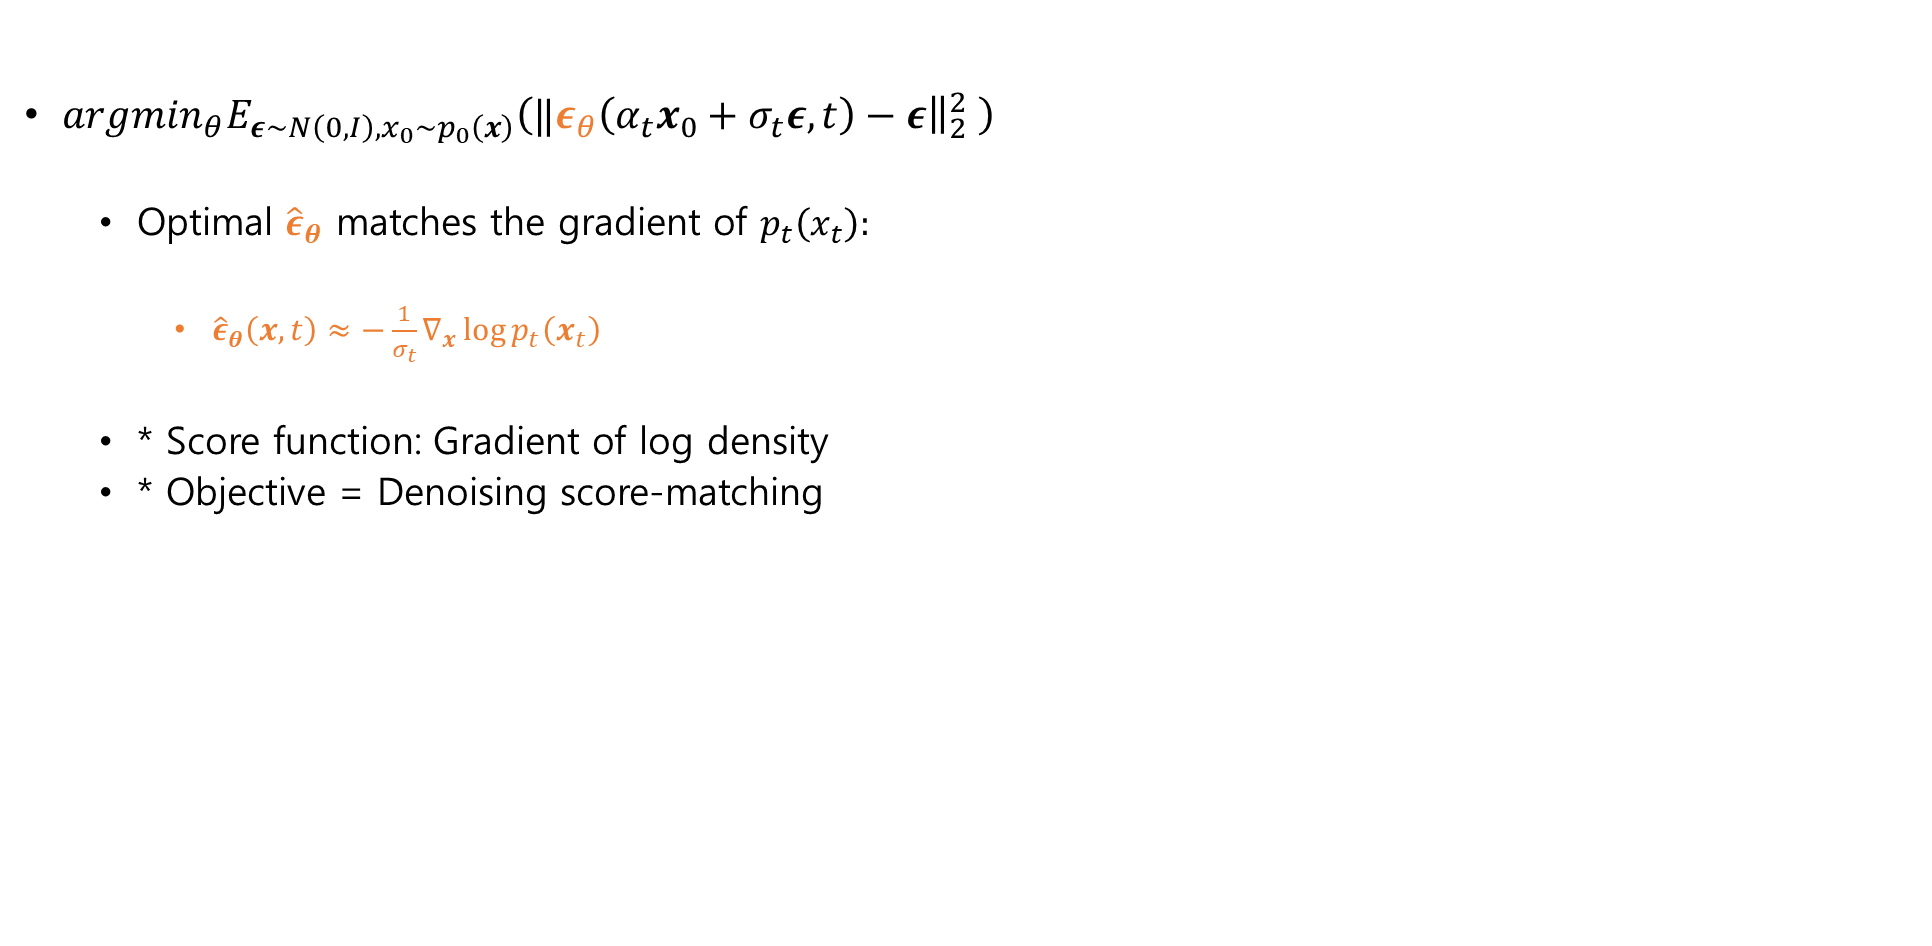 • argmin_θ E_{ϵ~N(0,I),x_0~p_0(x)}(‖ϵ_θ(α_t x_0 + σ_t ϵ, t) − ϵ‖_2^2 )
• Optimal ϵ̂_θ matches the gradient of p_t(x_t):
• ϵ̂_θ(x, t) ≈ − 1/σ_t ∇_x log p_t(x_t)
• * Score function: Gradient of log density
• * Objective = Denoising score-matching